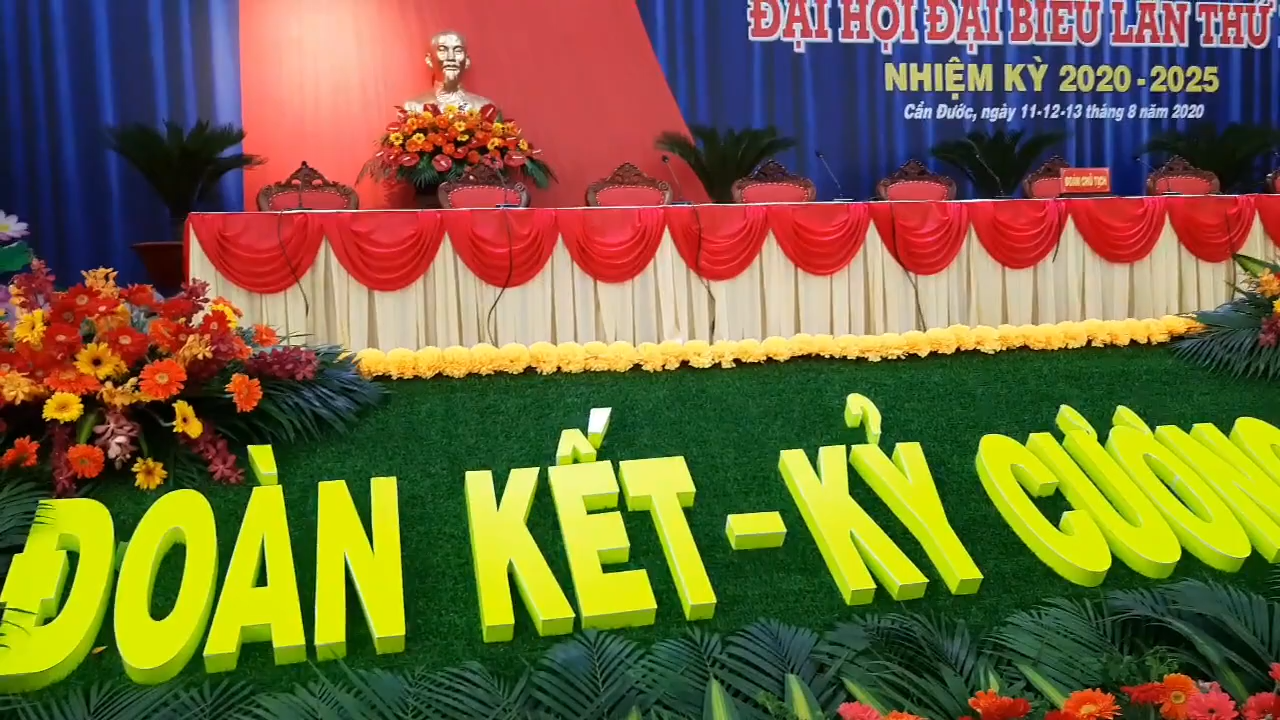 ĐẠI HỘI ĐẠI BIỂU LẦN THỨ
NHIỆM KỲ 2020 - 2025
Cần Đước, ngày 11-12-13 tháng 8 năm 2020
ĐOÀN CHỦ TỊCH
ĐOÀN KẾT - KỶ CƯƠN